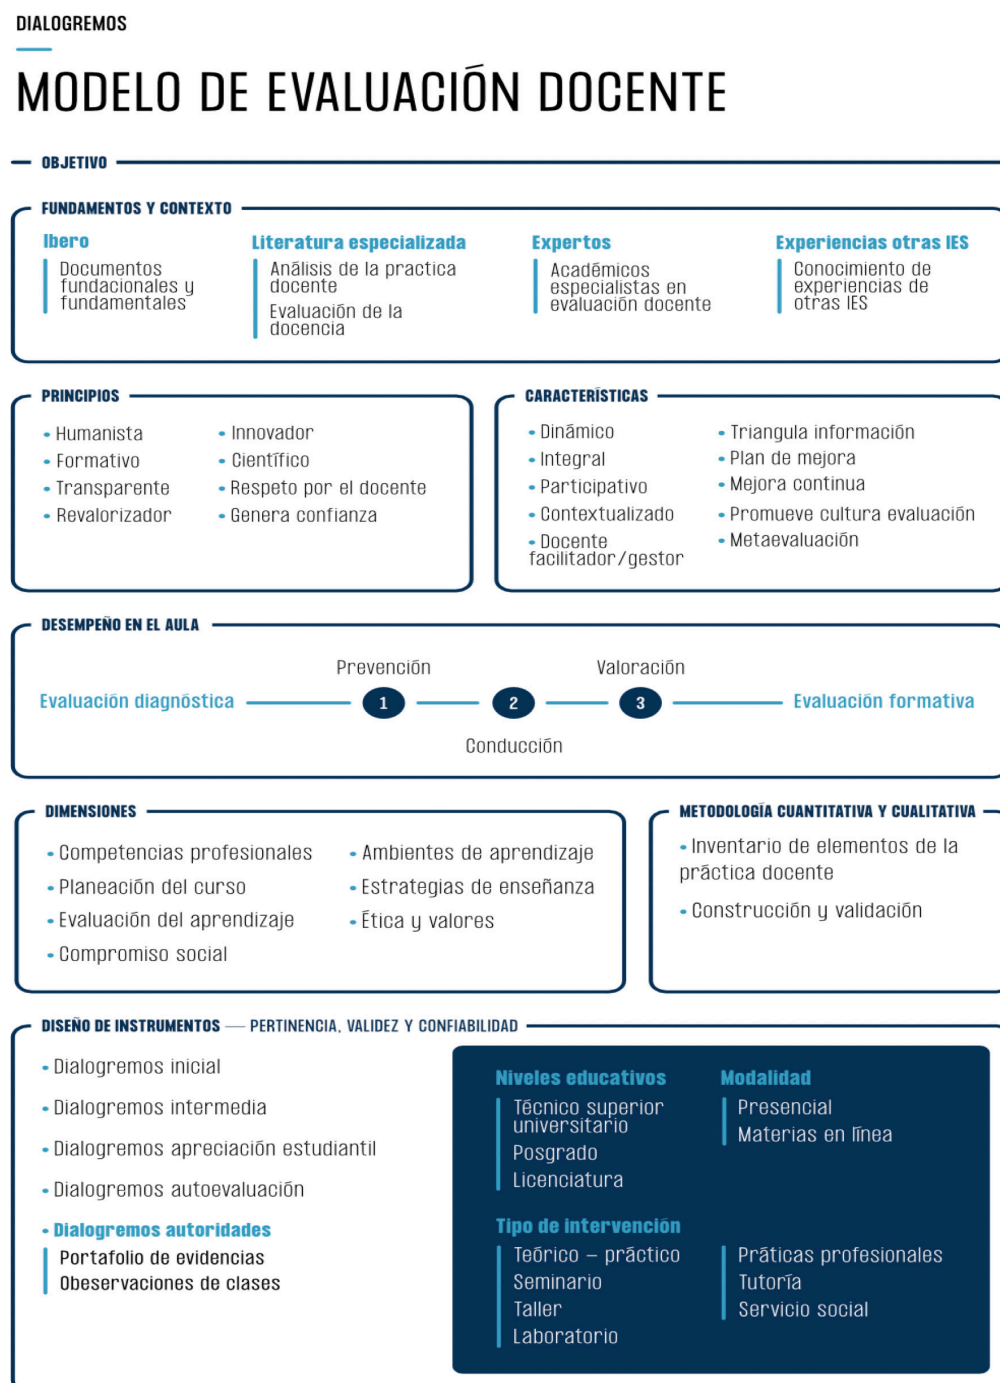 DIALOGREMOS
MODELO DE EVALUACIÓN DOCENTE
OBJETIVO
FUNDAMENTOS Y CONTEXTO
Ibero
Documentos
fundacionales y
fundamentales
Literatura especializada
Análisis de la practica
docente
Evaluación de la
docencia
Expertos
Académicos
especialistas en
evaluación docente
Experiencias otras IES
Conocimiento de
experiencias de
otras IES
PRINCIPIOS
• Humanista
• Formativo
• Transparente
• Revalorizador
• Innovador
• Científico
• Respeto por el docente
• Genera confianza
CARACTERÍSTICAS
• Dinámico
• Integral
• Participativo
• Contextualizado
• Docente
facilitador/gestor
• Triangula información
• Plan de mejora
• Mejora continua
• Promueve cultura evaluación
• Metaevaluación
DESEMPEÑO EN EL AULA
Prevención
Valoración
Evaluación diagnóstica 1 2 3 Evaluación formativa
Conducción
DIMENSIONES
• Competencias profesionales
• Planeación del curso
• Evaluación del aprendizaje
• Compromiso social
• Ambientes de aprendizaje
• Estrategias de enseñanza
• Ética y valores
METODOLOGÍA CUANTITATIVA Y CUALITATIVA
• Inventario de elementos de la
práctica docente
• Construcción y validación
DISEÑO DE INSTRUMENTOS — PERTINENCIA, VALIDEZ Y CONFIABILIDAD
• Dialogremos inicial
• Dialogremos intermedia
• Dialogremos apreciación estudiantil
• Dialogremos autoevaluación
• Dialogremos autoridades
Portafolio de evidencias
Obeservaciones de clases
Niveles educativos
Técnico superior
universitario
Posgrado
Licenciatura
Modalidad
Presencial
Materias en línea
Tipo de intervención
Teórico – práctico
Seminario
Taller
Laboratorio
Práticas profesionales
Tutoría
Servicio social